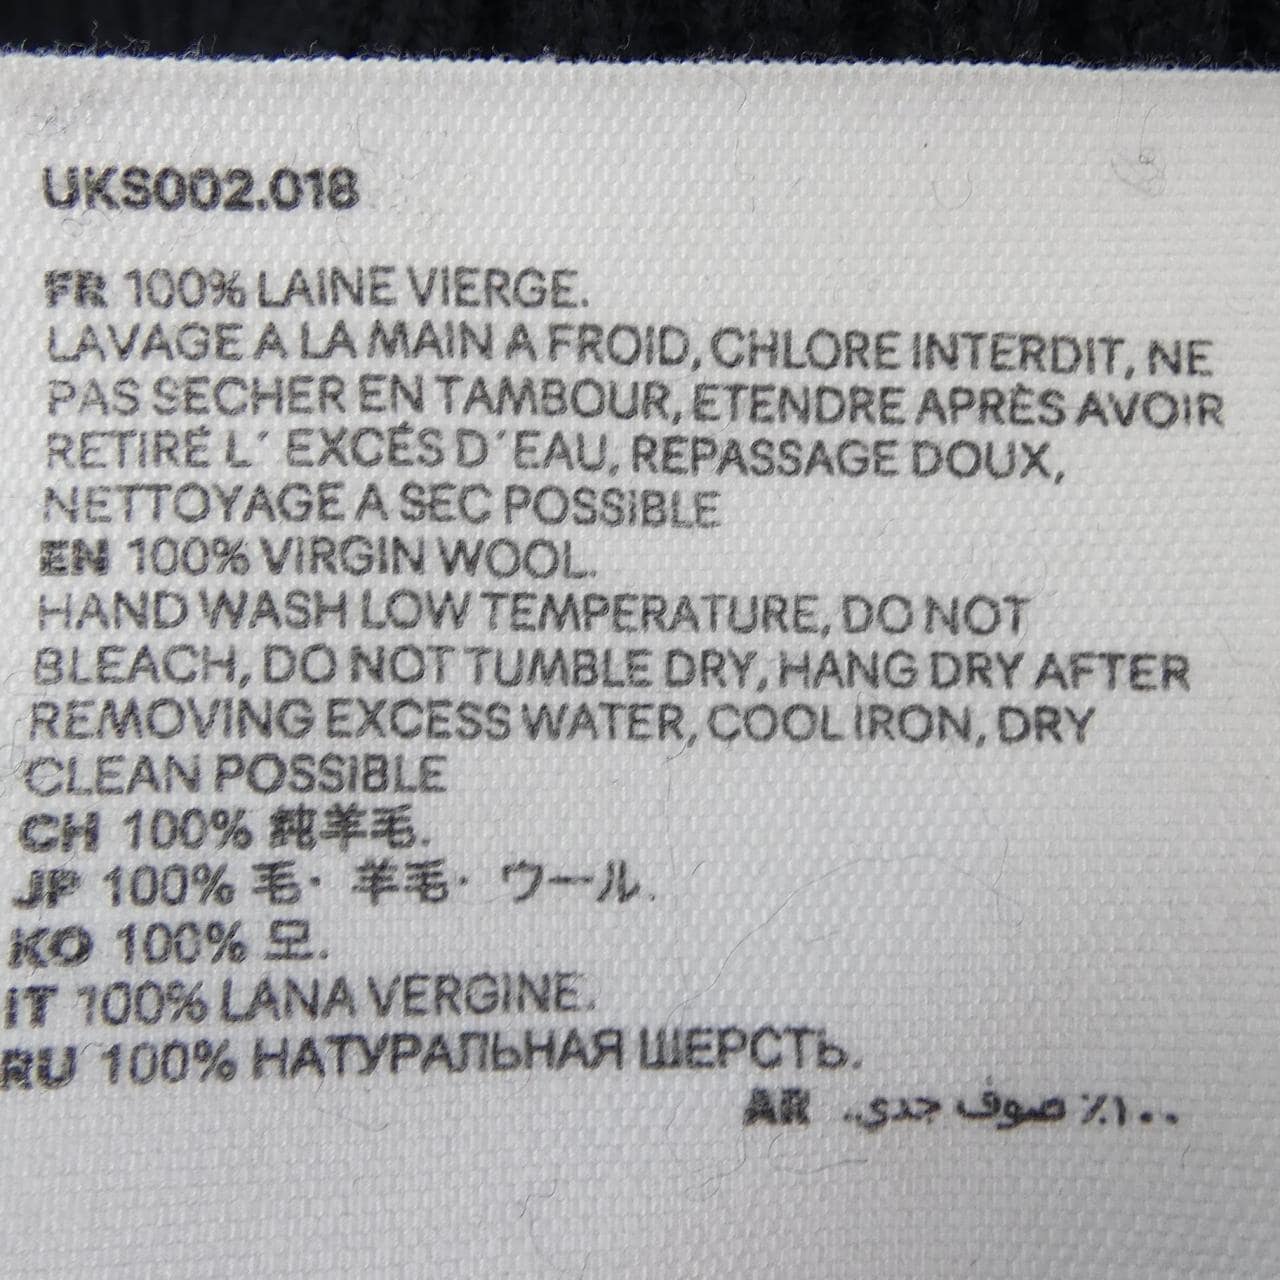 UKS002.018
FR 100% LAINE VIERGE.
LAVAGE A LA MAIN A FROID, CHLORE INTERDIT, NE
PAS SECHER EN TAMBOUR, ETENDRE APRÈS AVOIR
RETIRÉ L´ EXCÉS D´EAU, REPASSAGE DOUX,
NETTOYAGE A SEC POSSIBLE
EN 100% VIRGIN WOOL.
HAND WASH LOW TEMPERATURE, DO NOT
BLEACH, DO NOT TUMBLE DRY, HANG DRY AFTER
REMOVING EXCESS WATER, COOL IRON, DRY
CLEAN POSSIBLE
CH 100% 純羊毛.
JP 100% 毛· 羊毛· ウール.
KO 100% 모.
IT 100% LANA VERGINE.
RU 100% НАТУРАЛЬНАЯ ШЕРСТЬ.
AR ١٠٠٪ صوف جدي..